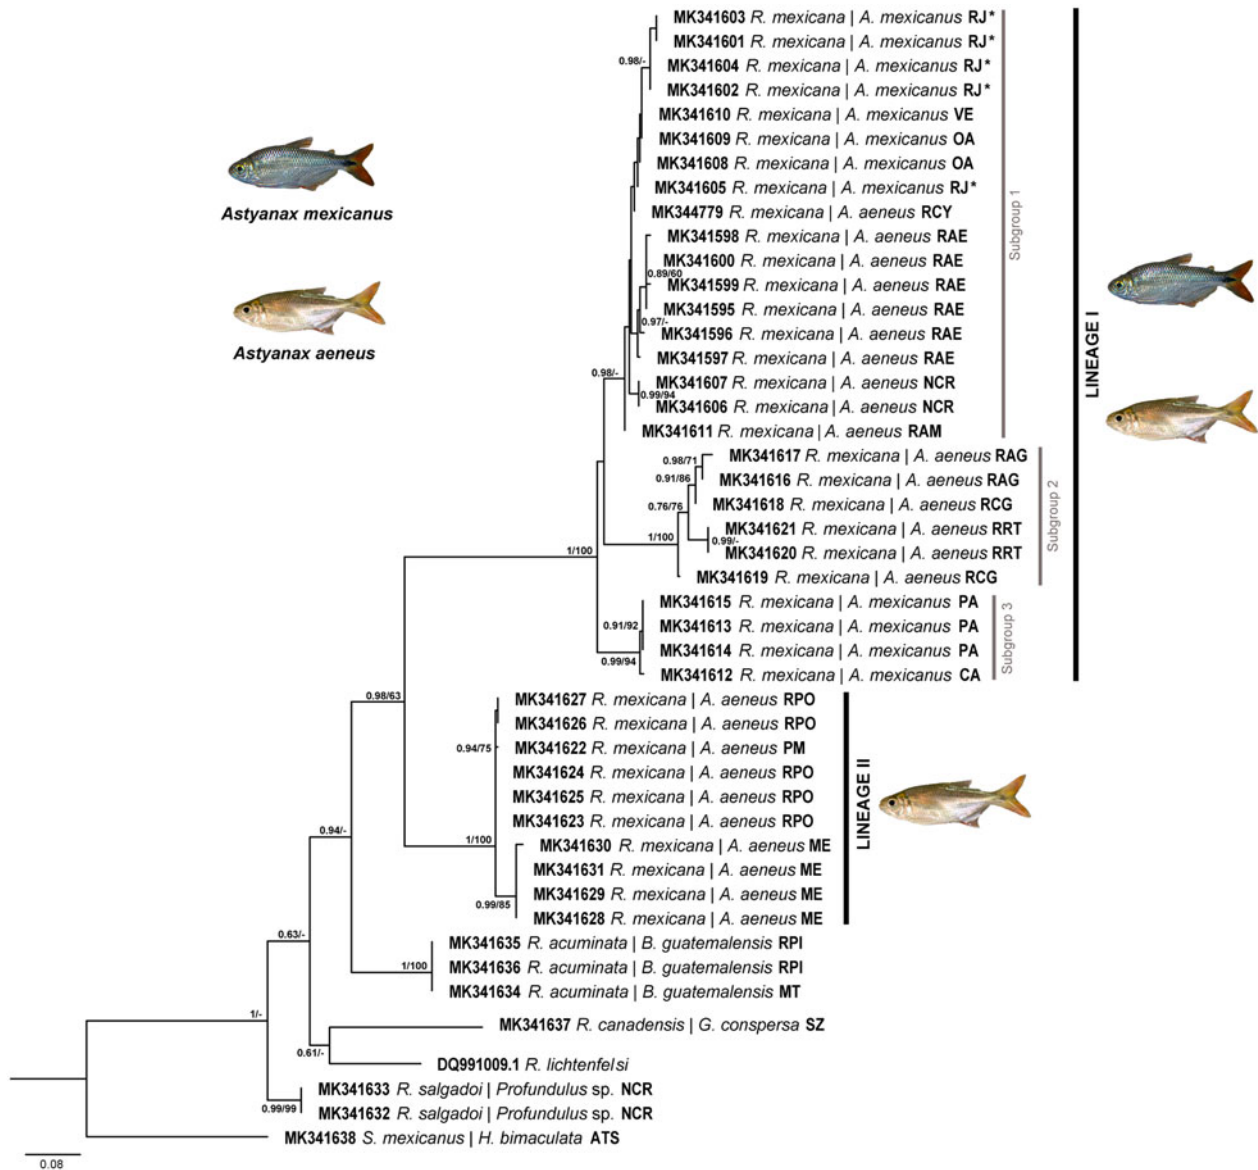 MK341603 R. mexicana | A. mexicanus RJ*
MK341601 R. mexicana | A. mexicanus RJ*
0.98/-
MK341604 R. mexicana | A. mexicanus RJ*
MK341602 R. mexicana | A. mexicanus RJ*
MK341610 R. mexicana | A. mexicanus VE
MK341609 R. mexicana | A. mexicanus OA
MK341608 R. mexicana | A. mexicanus OA
MK341605 R. mexicana | A. mexicanus RJ*
MK344779 R. mexicana | A. aeneus RCY
MK341598 R. mexicana | A. aeneus RAE
MK341600 R. mexicana | A. aeneus RAE
0.89/60
MK341599 R. mexicana | A. aeneus RAE
MK341595 R. mexicana | A. aeneus RAE
0.97/-
MK341596 R. mexicana | A. aeneus RAE
MK341597 R. mexicana | A. aeneus RAE
0.98/-
MK341607 R. mexicana | A. aeneus NCR
0.99/94
MK341606 R. mexicana | A. aeneus NCR
MK341611 R. mexicana | A. aeneus RAM
Subgroup 1
Astyanax mexicanus
Astyanax aeneus
LINEAGE I
MK341617 R. mexicana | A. aeneus RAG
0.98/71
MK341616 R. mexicana | A. aeneus RAG
0.91/86
MK341618 R. mexicana | A. aeneus RCG
0.76/76
MK341621 R. mexicana | A. aeneus RRT
1/100
0.99/-
MK341620 R. mexicana | A. aeneus RRT
MK341619 R. mexicana | A. aeneus RCG
Subgroup 2
1/100
MK341615 R. mexicana | A. mexicanus PA
0.91/92
MK341613 R. mexicana | A. mexicanus PA
MK341614 R. mexicana | A. mexicanus PA
0.99/94
MK341612 R. mexicana | A. mexicanus CA
Subgroup 3
0.98/63
MK341627 R. mexicana | A. aeneus RPO
MK341626 R. mexicana | A. aeneus RPO
0.94/75
MK341622 R. mexicana | A. aeneus PM
MK341624 R. mexicana | A. aeneus RPO
MK341625 R. mexicana | A. aeneus RPO
MK341623 R. mexicana | A. aeneus RPO
1/100
MK341630 R. mexicana | A. aeneus ME
MK341631 R. mexicana | A. aeneus ME
0.99/85
MK341629 R. mexicana | A. aeneus ME
MK341628 R. mexicana | A. aeneus ME
LINEAGE II
0.94/-
0.63/-
MK341635 R. acuminata | B. guatemalensis RPI
1/100
MK341636 R. acuminata | B. guatemalensis RPI
MK341634 R. acuminata | B. guatemalensis MT
1/-
MK341637 R. canadensis | G. conspersa SZ
0.61/-
DQ991009.1 R. lichtenfelsi
MK341633 R. salgadoi | Profundulus sp. NCR
0.99/99
MK341632 R. salgadoi | Profundulus sp. NCR
MK341638 S. mexicanus | H. bimaculata ATS
0.08